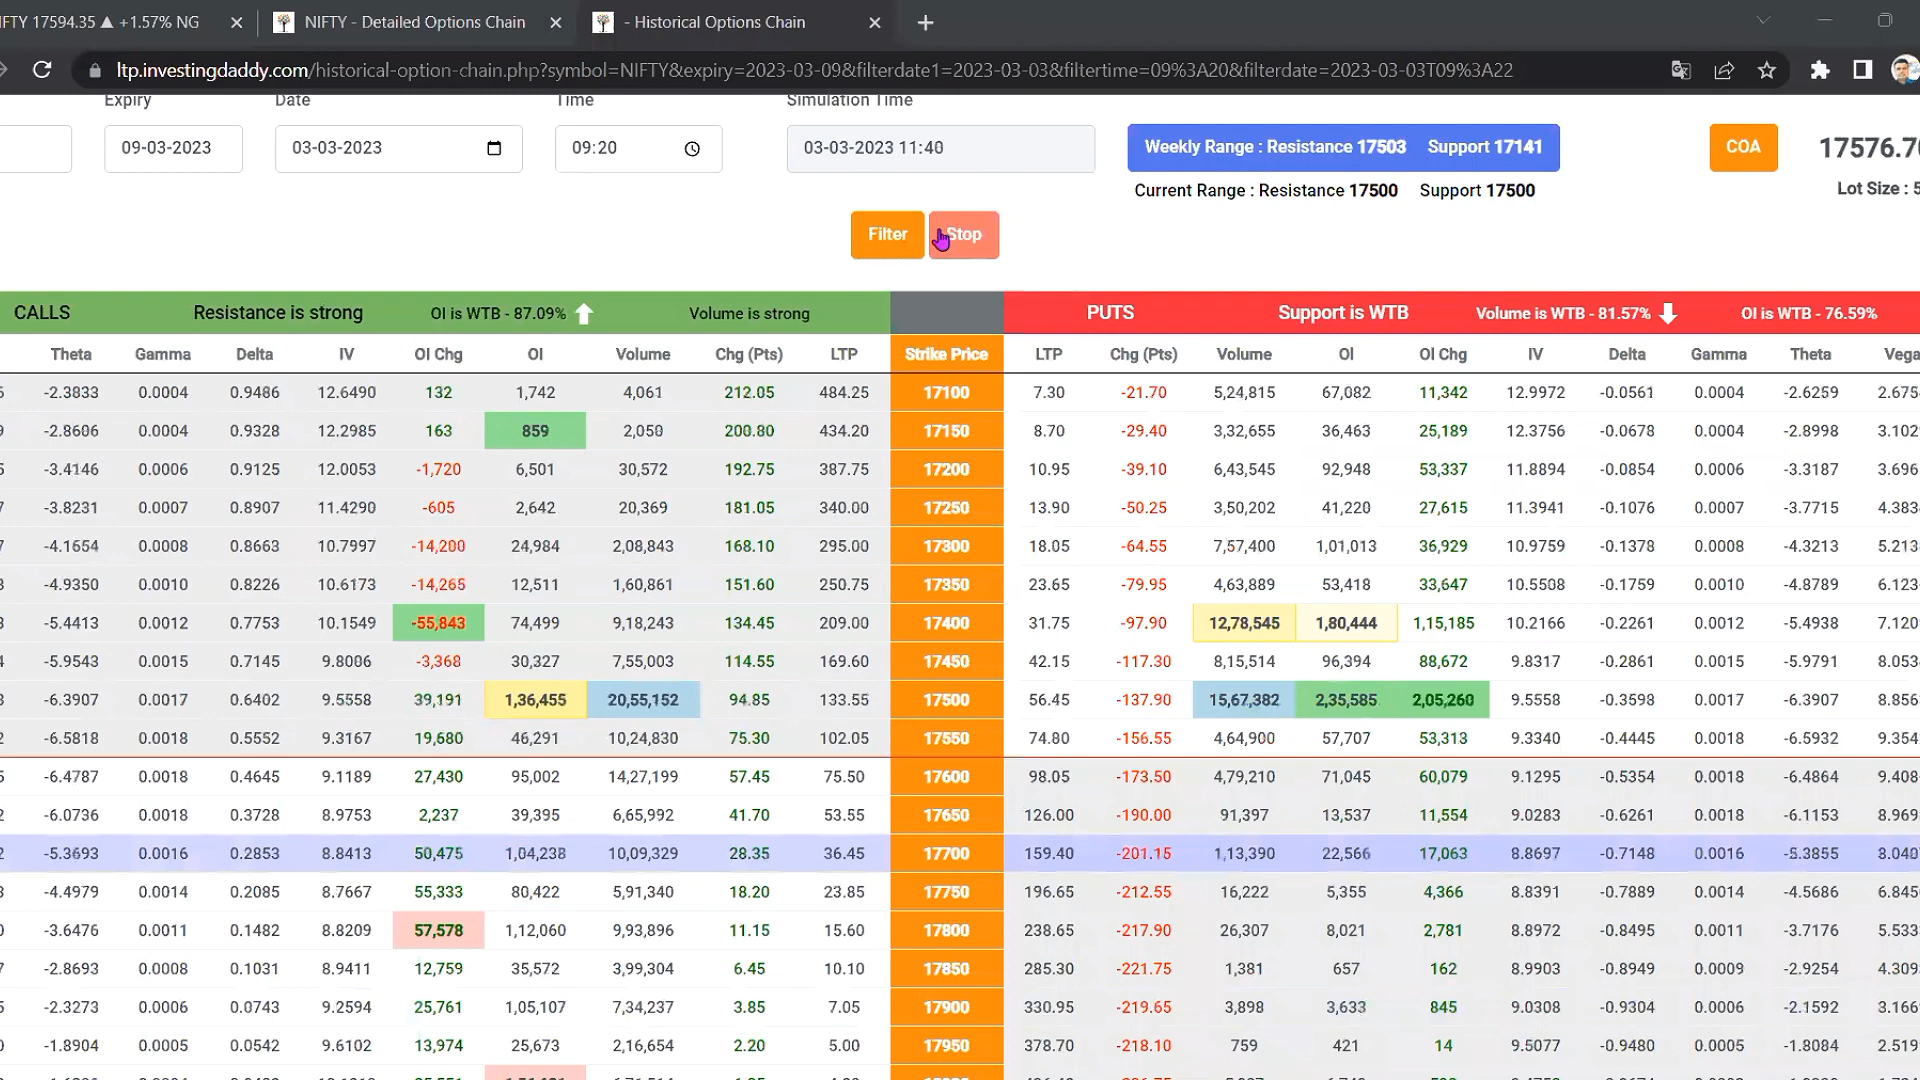 FTY 17594.35 ▲ +1.57% NG
NIFTY - Detailed Options Chain
- Historical Options Chain
ltp.investingdaddy.com/historical-option-chain.php?symbol=NIFTY&expiry=2023-03-09&filterdate1=2023-03-03&filtertime=09%3A20&filterdate=2023-03-03T09%3A22
Expiry Date Time Simulation Time
09-03-2023 03-03-2023 09:20 03-03-2023 11:40
Weekly Range : Resistance 17503 Support 17141
COA
Current Range : Resistance 17500 Support 17500
Lot Size :
Filter Stop
CALLS Resistance is strong OI is WTB - 87.09% Volume is strong PUTS Support is WTB Volume is WTB - 81.57% OI is WTB - 76.59%
Theta Gamma Delta IV OI Chg OI Volume Chg (Pts) LTP Strike Price LTP Chg (Pts) Volume OI OI Chg IV Delta Gamma Theta Vega
-2.3833 0.0004 0.9486 12.6490 132 1,742 4,061 212.05 484.25 17100 7.30 -21.70 5,24,815 67,082 11,342 12.9972 -0.0561 0.0004 -2.6259 2.675
-2.8606 0.0004 0.9328 12.2985 163 859 2,050 200.80 434.20 17150 8.70 -29.40 3,32,655 36,463 25,189 12.3756 -0.0678 0.0004 -2.8998 3.102
-3.4146 0.0006 0.9125 12.0053 -1,720 6,501 30,572 192.75 387.75 17200 10.95 -39.10 6,43,545 92,948 53,337 11.8894 -0.0854 0.0006 -3.3187 3.696
-3.8231 0.0007 0.8907 11.4290 -605 2,642 20,369 181.05 340.00 17250 13.90 -50.25 3,50,202 41,220 27,615 11.3941 -0.1076 0.0007 -3.7715 4.383
-4.1654 0.0008 0.8663 10.7997 -14,200 24,984 2,08,843 168.10 295.00 17300 18.05 -64.55 7,57,400 1,01,013 36,929 10.9759 -0.1378 0.0008 -4.3213 5.213
-4.9350 0.0010 0.8226 10.6173 -14,265 12,511 1,60,861 151.60 250.75 17350 23.65 -79.95 4,63,889 53,418 33,647 10.5508 -0.1759 0.0010 -4.8789 6.123
-5.4413 0.0012 0.7753 10.1549 -55,843 74,499 9,18,243 134.45 209.00 17400 31.75 -97.90 12,78,545 1,80,444 1,15,185 10.2166 -0.2261 0.0012 -5.4938 7.120
-5.9543 0.0015 0.7145 9.8006 -3,368 30,327 7,55,003 114.55 169.60 17450 42.15 -117.30 8,15,514 96,394 88,672 9.8317 -0.2861 0.0015 -5.9791 8.053
-6.3907 0.0017 0.6402 9.5558 39,191 1,36,455 20,55,152 94.85 133.55 17500 56.45 -137.90 15,67,382 2,35,585 2,05,260 9.5558 -0.3598 0.0017 -6.3907 8.856
-6.5818 0.0018 0.5552 9.3167 19,680 46,291 10,24,830 75.30 102.05 17550 74.80 -156.55 4,64,900 57,707 53,313 9.3340 -0.4445 0.0018 -6.5932 9.354
-6.4787 0.0018 0.4645 9.1189 27,430 95,002 14,27,199 57.45 75.50 17600 98.05 -173.50 4,79,210 71,045 60,079 9.1295 -0.5354 0.0018 -6.4864 9.408
-6.0736 0.0018 0.3728 8.9753 2,237 39,395 6,65,992 41.70 53.55 17650 126.00 -190.00 91,397 13,537 11,554 9.0283 -0.6261 0.0018 -6.1153 8.969
-5.3693 0.0016 0.2853 8.8413 50,475 1,04,238 10,09,329 28.35 36.45 17700 159.40 -201.15 1,13,390 22,566 17,063 8.8697 -0.7148 0.0016 -5.3855 8.040
-4.4979 0.0014 0.2085 8.7667 55,333 80,422 5,91,340 18.20 23.85 17750 196.65 -212.55 16,222 5,355 4,366 8.8391 -0.7889 0.0014 -4.5686 6.845
-3.6476 0.0011 0.1482 8.8209 57,578 1,12,060 9,93,896 11.15 15.60 17800 238.65 -217.90 26,307 8,021 2,781 8.8972 -0.8495 0.0011 -3.7176 5.533
-2.8693 0.0008 0.1031 8.9411 12,759 35,572 3,99,304 6.45 10.10 17850 285.30 -221.75 1,381 657 162 8.9903 -0.8949 0.0009 -2.9254 4.309
-2.3273 0.0006 0.0743 9.2594 25,761 1,05,107 7,34,237 3.85 7.05 17900 330.95 -219.65 3,898 3,633 845 9.0308 -0.9304 0.0006 -2.1592 3.166
-1.8904 0.0005 0.0542 9.6102 13,974 25,673 2,16,654 2.20 5.00 17950 378.70 -218.10 759 421 14 9.5077 -0.9480 0.0005 -1.8084 2.519